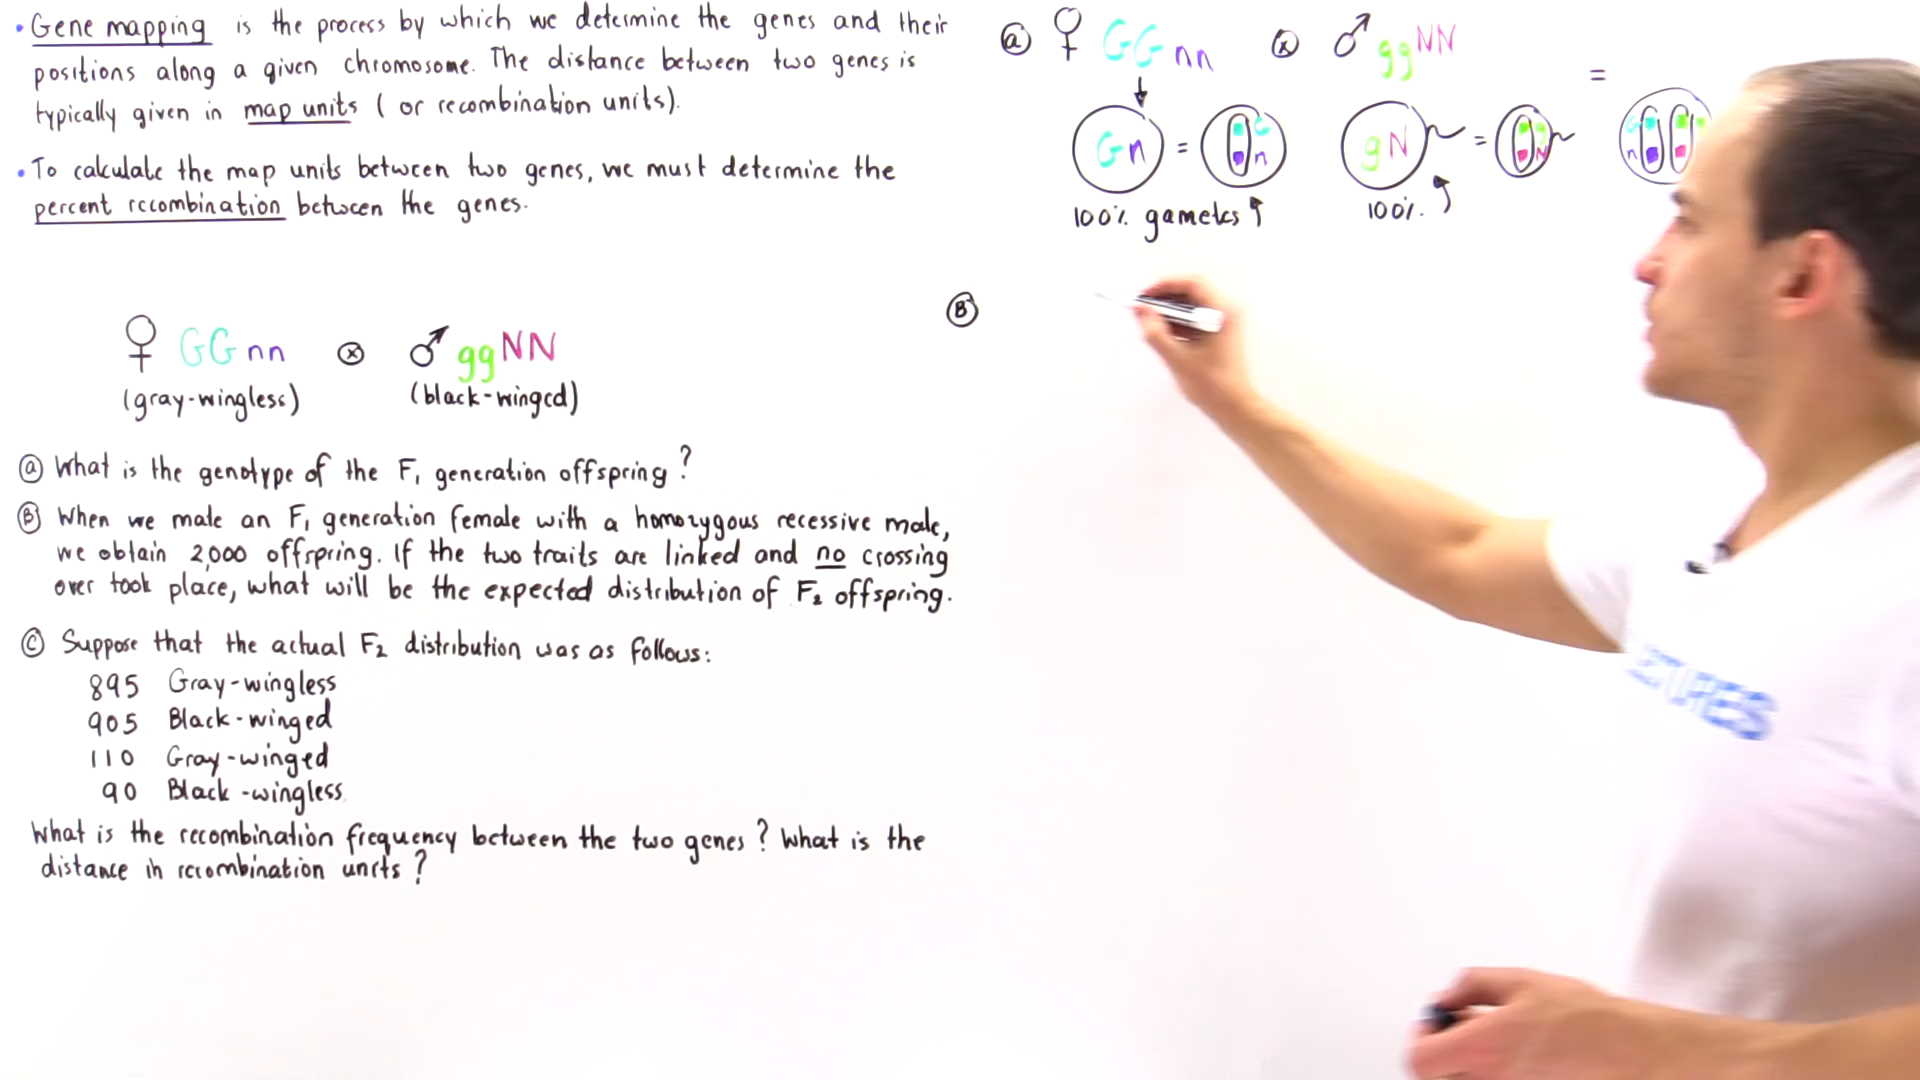 • Gene mapping is the process by which we determine the genes and their
positions along a given chromosome. The distance between two genes is
typically given in map units ( or recombination units).
• To calculate the map units between two genes, we must determine the
percent recombination between the genes.
♀ GGnn ⊗ ♂ ggNN
(gray-wingless) (black-winged)
ⓐ What is the genotype of the F₁ generation offspring?
Ⓑ When we mate an F₁ generation female with a homozygous recessive male,
we obtain 2,000 offspring. If the two traits are linked and no crossing
over took place, what will be the expected distribution of F₂ offspring.
Ⓒ Suppose that the actual F₂ distribution was as follows:
895 Gray-wingless
905 Black-winged
110 Gray-winged
90 Black-wingless
What is the recombination frequency between the two genes? What is the
distance in recombination units?
ⓐ ♀ GGnn ⊗ ♂ ggNN =
Gn = G n gN = g N G n
100% gametes 100%
Ⓑ